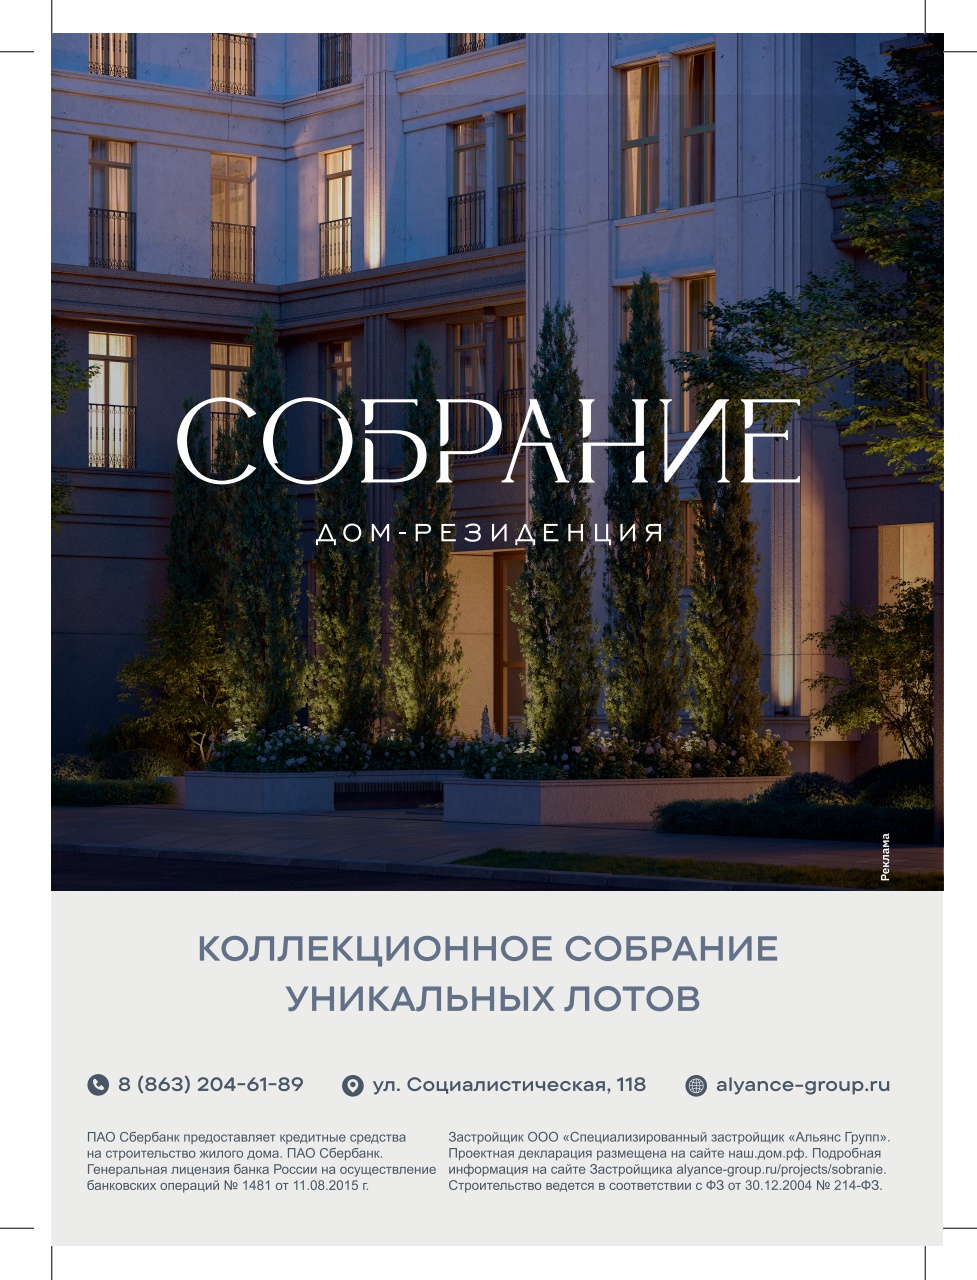 СОБРАНИЕ
ДОМ-РЕЗИДЕНЦИЯ
Реклама
КОЛЛЕКЦИОННОЕ СОБРАНИЕ
УНИКАЛЬНЫХ ЛОТОВ
8 (863) 204-61-89
ул. Социалистическая, 118
alyance-group.ru
ПАО Сбербанк предоставляет кредитные средства
на строительство жилого дома. ПАО Сбербанк.
Генеральная лицензия банка России на осуществление
банковских операций № 1481 от 11.08.2015 г.
Застройщик ООО «Специализированный застройщик «Альянс Групп».
Проектная декларация размещена на сайте наш.дом.рф. Подробная
информация на сайте Застройщика alyance-group.ru/projects/sobranie.
Строительство ведется в соответствии с ФЗ от 30.12.2004 № 214-ФЗ.